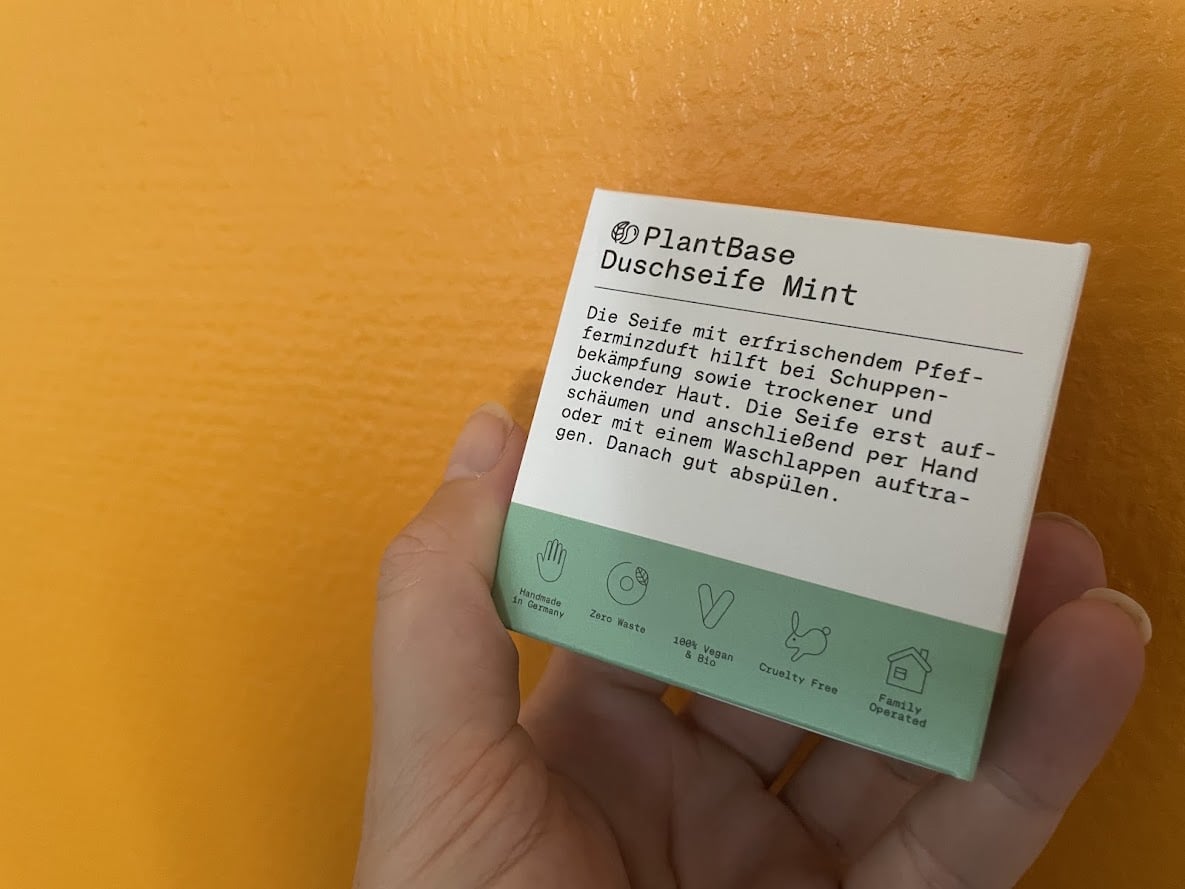 PlantBase
Duschseife Mint
Die Seife mit erfrischendem Pfef-
ferminzduft hilft bei Schuppen-
bekämpfung sowie trockener und
juckender Haut. Die Seife erst auf-
schäumen und anschließend per Hand
oder mit einem Waschlappen auftra-
gen. Danach gut abspülen.
Handmade
in Germany
Zero Waste
100% Vegan
& Bio
Cruelty Free
Family
Operated